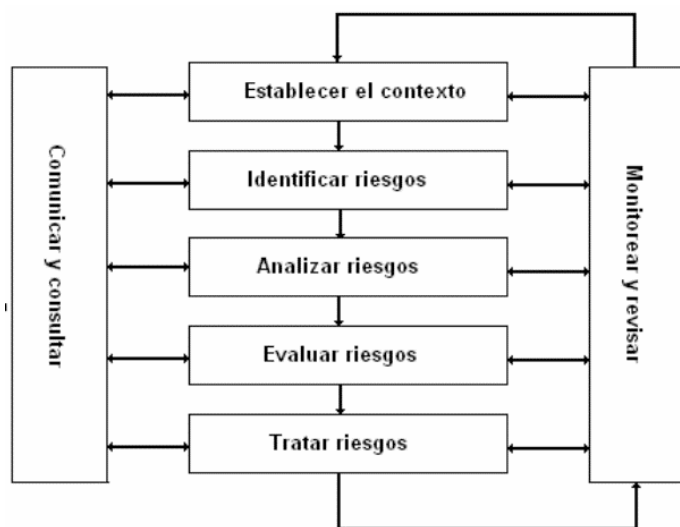 Establecer el contexto
Identificar riesgos
Analizar riesgos
Evaluar riesgos
Tratar riesgos
Comunicar y consultar
Monitorear y revisar